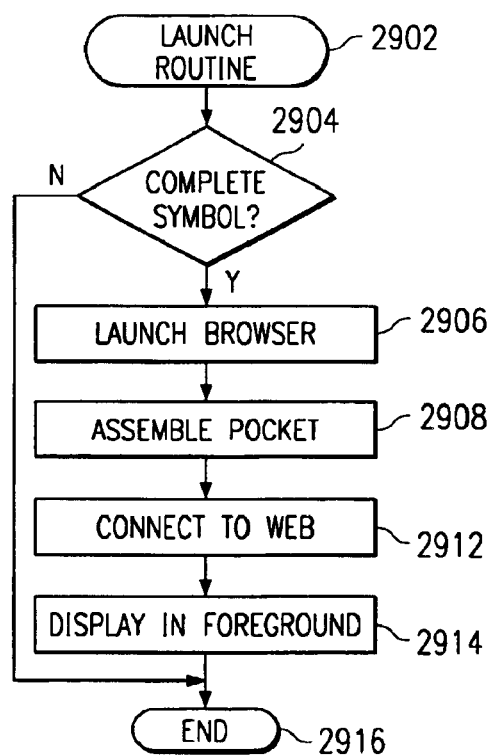 LAUNCH
ROUTINE
2902
2904
N
COMPLETE
SYMBOL?
Y
LAUNCH BROWSER
2906
ASSEMBLE POCKET
2908
CONNECT TO WEB
2912
DISPLAY IN FOREGROUND
2914
END
2916